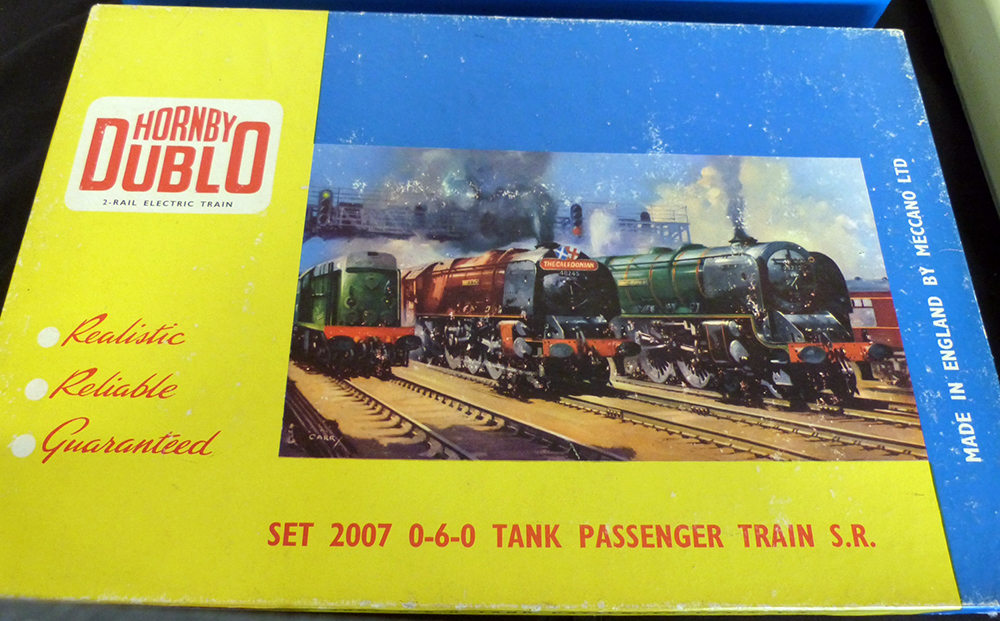 HORNBY
DUBLO
2-RAIL ELECTRIC TRAIN
Realistic
Reliable
Guaranteed
THE CALEDONIAN
46245
CARR
SET 2007 0-6-0 TANK PASSENGER TRAIN S.R.
MADE IN ENGLAND BY MECCANO LTD